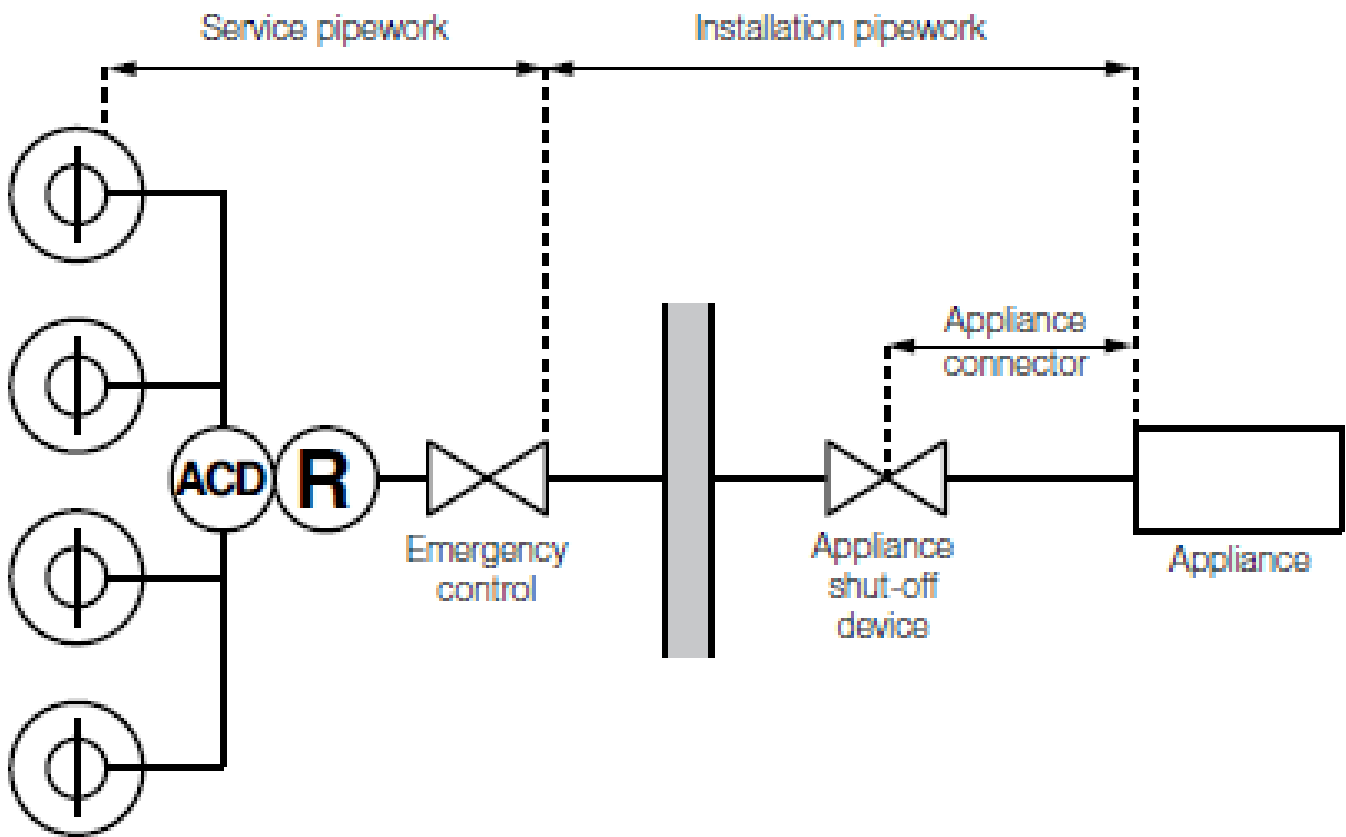 Service pipework
Installation pipework
Appliance
connector
ACD
R
Emergency
control
Appliance
shut-off
device
Appliance